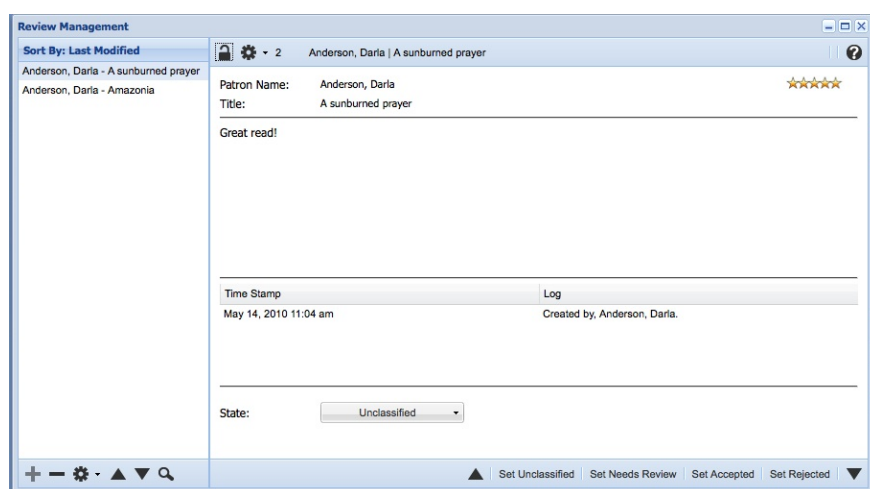 Review Management
Sort By: Last Modified
Anderson, Darla - A sunburned prayer
Anderson, Darla - Amazonia
2 Anderson, Darla | A sunburned prayer
Patron Name: Anderson, Darla
Title: A sunburned prayer
Great read!
Time Stamp Log
May 14, 2010 11:04 am Created by, Anderson, Darla.
State: Unclassified
Set Unclassified Set Needs Review Set Accepted Set Rejected